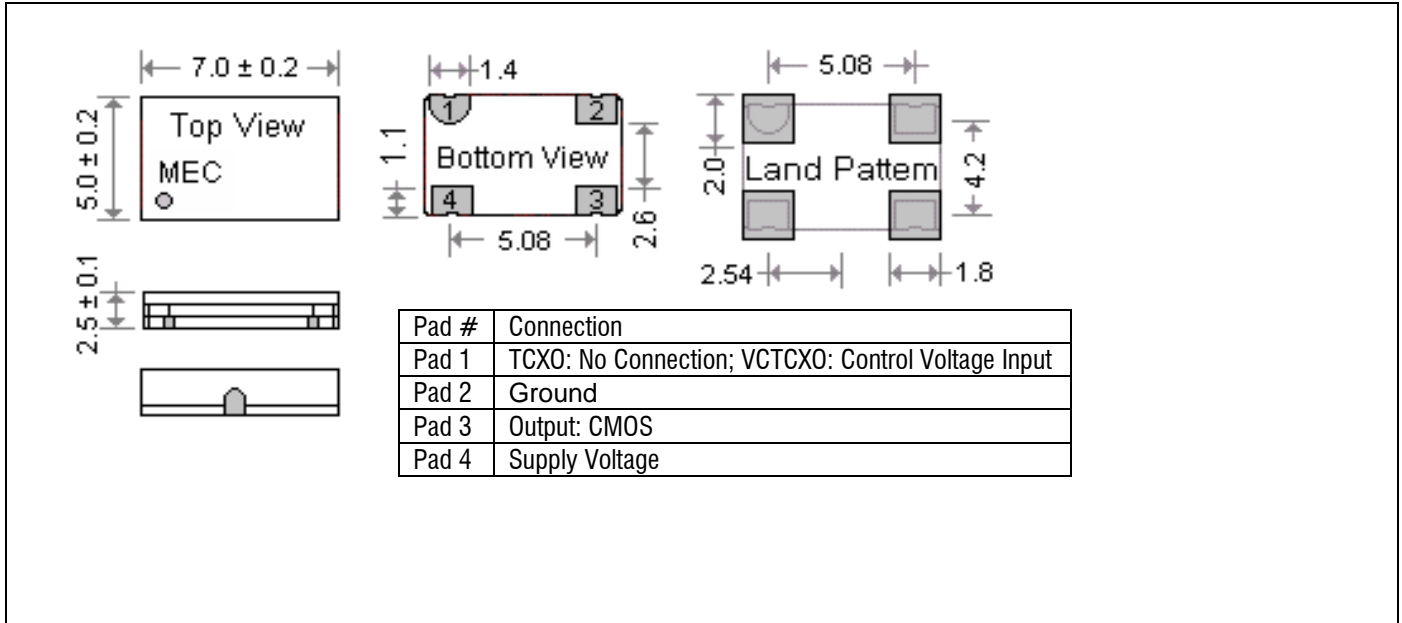 7.0 ± 0.2
5.0 ± 0.2
Top View
MEC
2.5 ± 0.1
1.4
1
2
1.1
Bottom View
4
3
2.6
5.08
5.08
2.0
Land Pattem
4.2
2.54
1.8
Pad # Connection
Pad 1 TCXO: No Connection; VCTCXO: Control Voltage Input
Pad 2 Ground
Pad 3 Output: CMOS
Pad 4 Supply Voltage